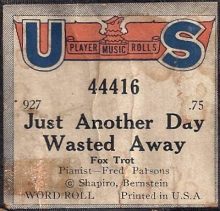 U S
PLAYER MUSIC ROLLS
44416
927 .75
Just Another Day
Wasted Away
Fox Trot
Pianist—Fred Parsons
© Shapiro, Bernstein
WORD ROLL Printed in U.S.A